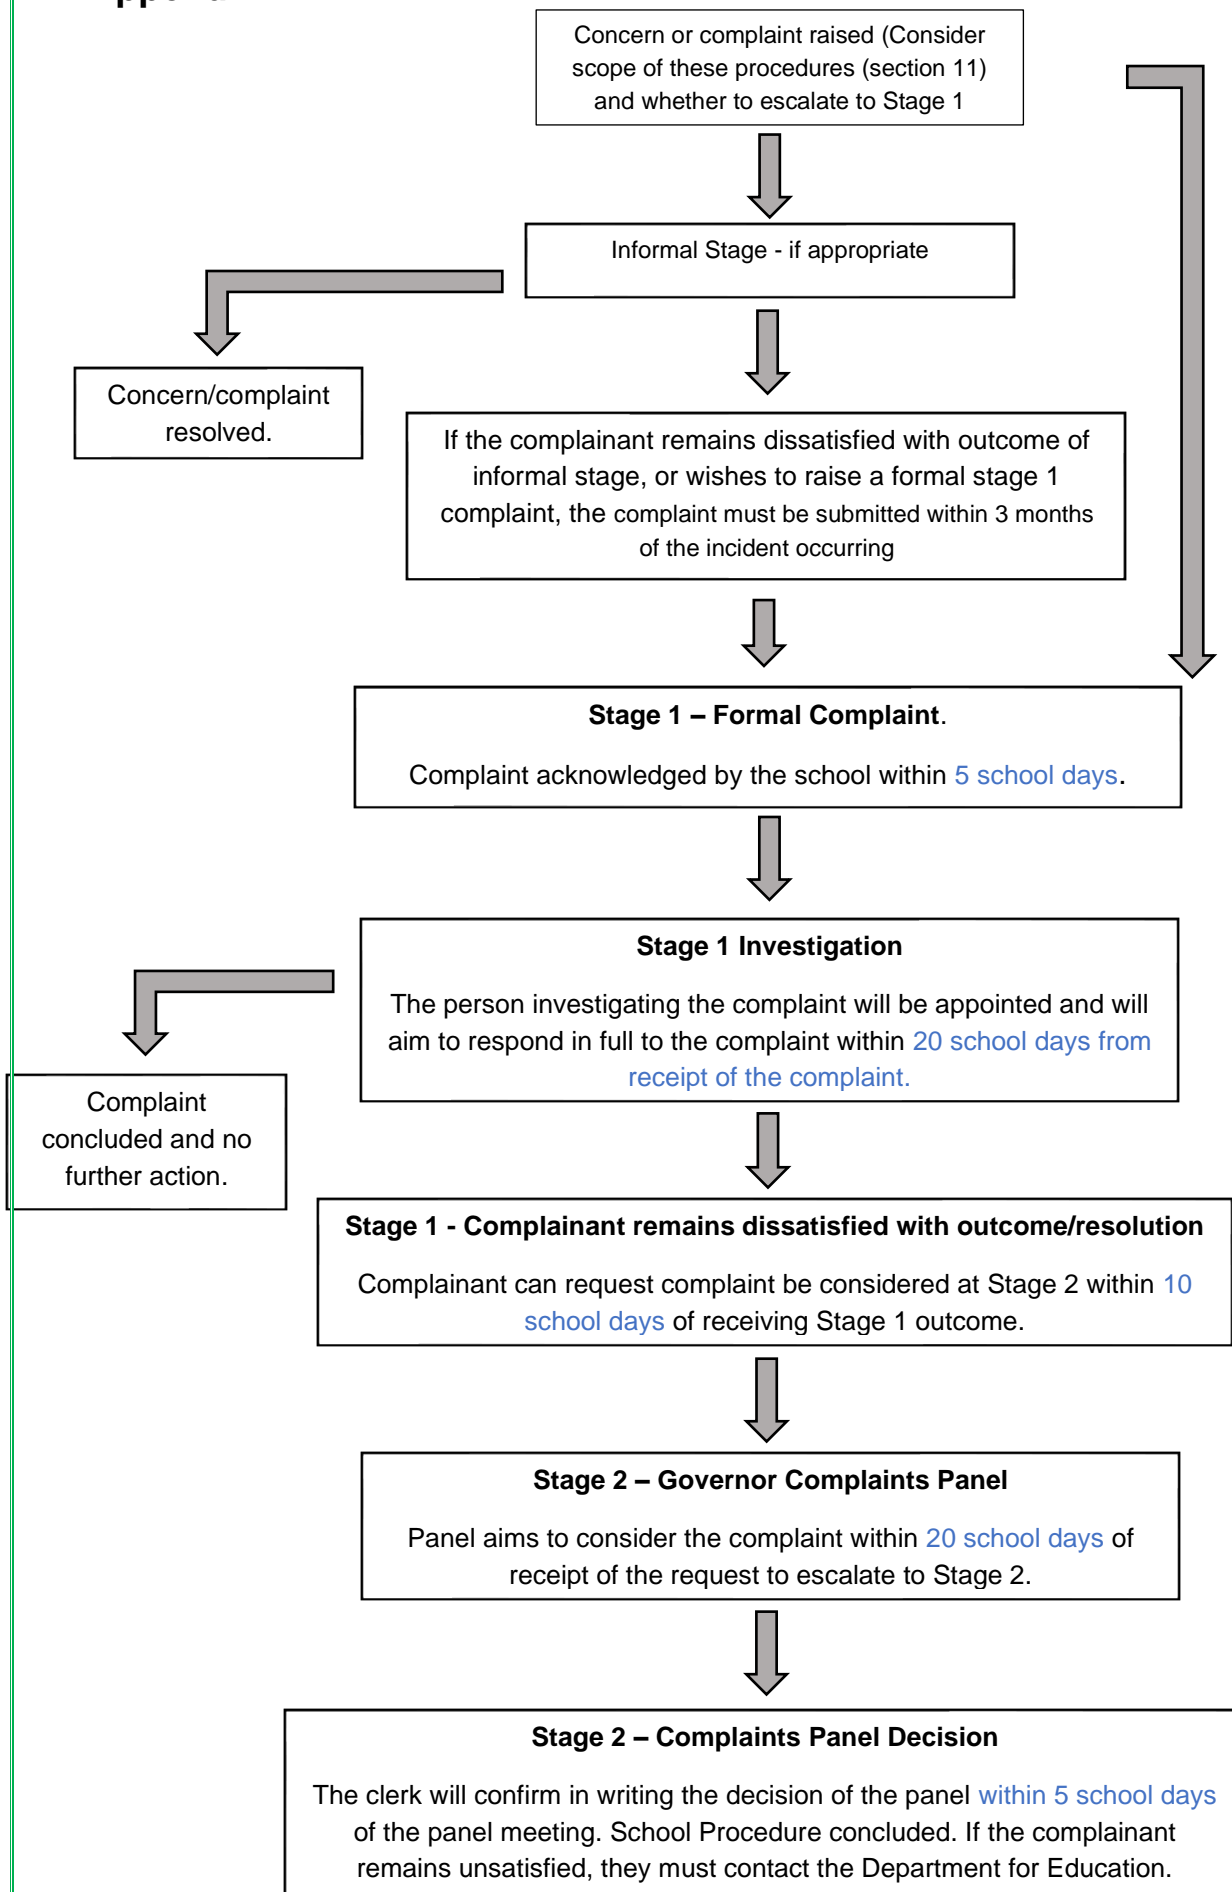 Concern or complaint raised (Consider
scope of these procedures (section 11)
and whether to escalate to Stage 1
Informal Stage - if appropriate
Concern/complaint
resolved.
If the complainant remains dissatisfied with outcome of
informal stage, or wishes to raise a formal stage 1
complaint, the complaint must be submitted within 3 months
of the incident occurring
Stage 1 – Formal Complaint.
Complaint acknowledged by the school within 5 school days.
Stage 1 Investigation
The person investigating the complaint will be appointed and will
aim to respond in full to the complaint within 20 school days from
receipt of the complaint.
Complaint
concluded and no
further action.
Stage 1 - Complainant remains dissatisfied with outcome/resolution
Complainant can request complaint be considered at Stage 2 within 10
school days of receiving Stage 1 outcome.
Stage 2 – Governor Complaints Panel
Panel aims to consider the complaint within 20 school days of
receipt of the request to escalate to Stage 2.
Stage 2 – Complaints Panel Decision
The clerk will confirm in writing the decision of the panel within 5 school days
of the panel meeting. School Procedure concluded. If the complainant
remains unsatisfied, they must contact the Department for Education.